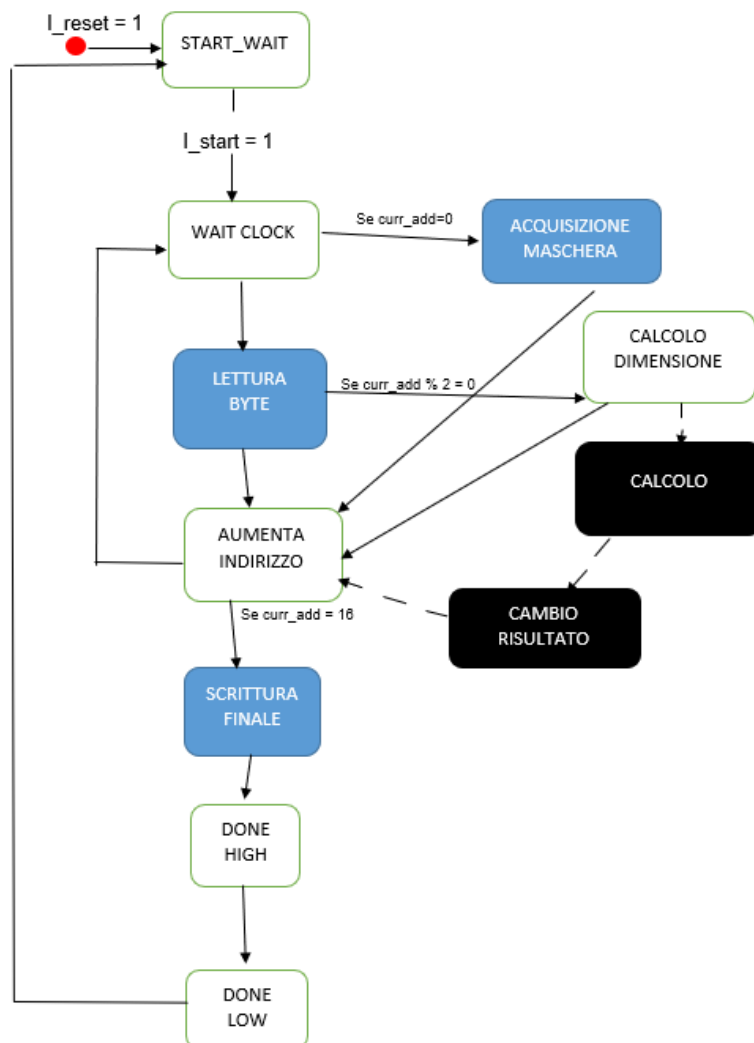 I_reset = 1
START_WAIT
I_start = 1
WAIT CLOCK
Se curr_add=0
ACQUISIZIONE
MASCHERA
CALCOLO
DIMENSIONE
LETTURA
BYTE
Se curr_add % 2 = 0
CALCOLO
AUMENTA
INDIRIZZO
CAMBIO
RISULTATO
Se curr_add = 16
SCRITTURA
FINALE
DONE
HIGH
DONE
LOW